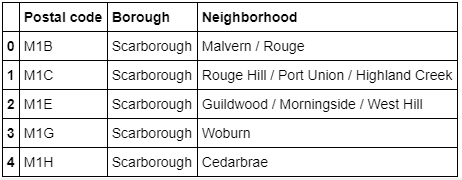 Postal code Borough Neighborhood
0 M1B Scarborough Malvern / Rouge
1 M1C Scarborough Rouge Hill / Port Union / Highland Creek
2 M1E Scarborough Guildwood / Morningside / West Hill
3 M1G Scarborough Woburn
4 M1H Scarborough Cedarbrae